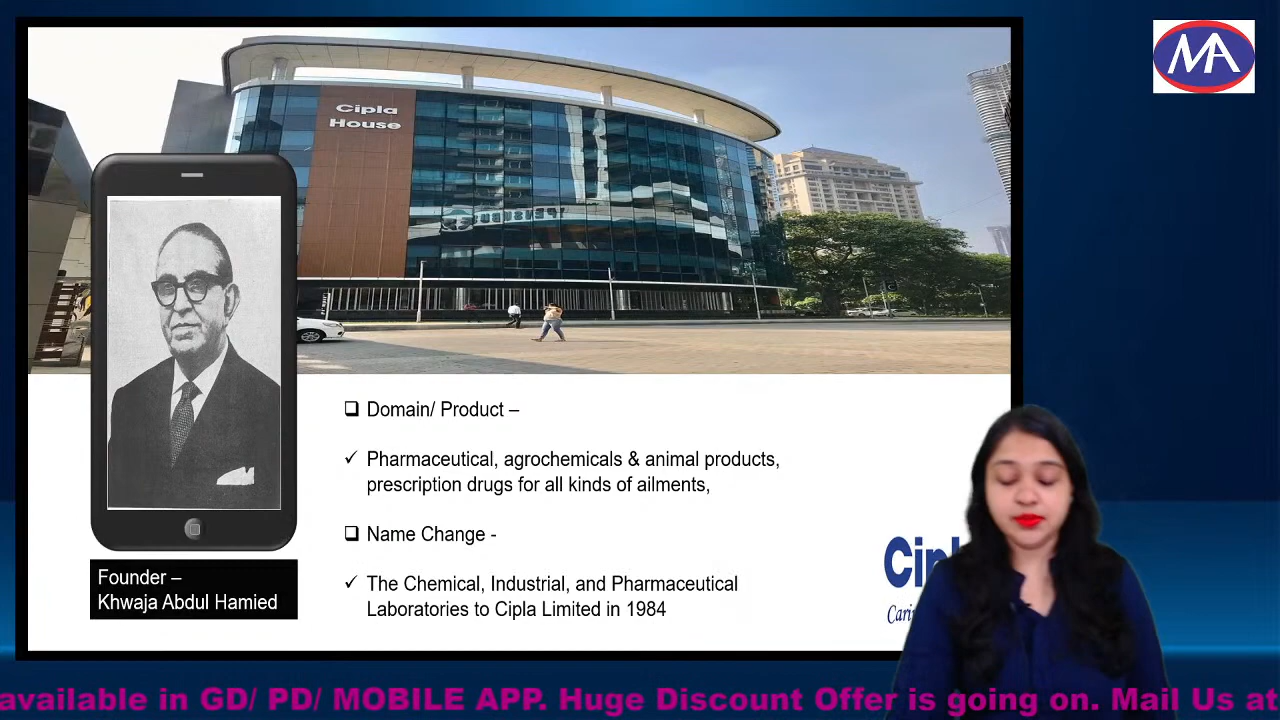 Cipla
House
MA
Founder –
Khwaja Abdul Hamied
Domain/ Product –
Pharmaceutical, agrochemicals & animal products,
prescription drugs for all kinds of ailments,
Name Change -
The Chemical, Industrial, and Pharmaceutical
Laboratories to Cipla Limited in 1984
available in GD/ PD/ MOBILE APP. Huge Discount Offer is going on. Mail Us at